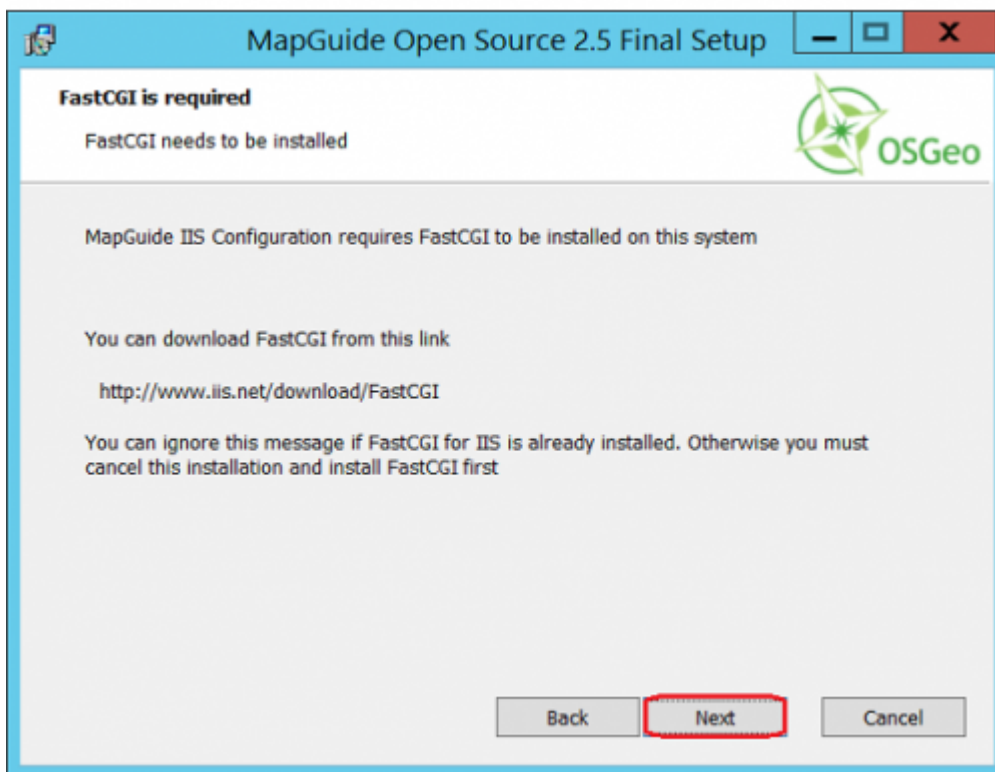 MapGuide Open Source 2.5 Final Setup
FastCGI is required
FastCGI needs to be installed
OSGeo
MapGuide IIS Configuration requires FastCGI to be installed on this system
You can download FastCGI from this link
http://www.iis.net/download/FastCGI
You can ignore this message if FastCGI for IIS is already installed. Otherwise you must
cancel this installation and install FastCGI first
Back Next Cancel